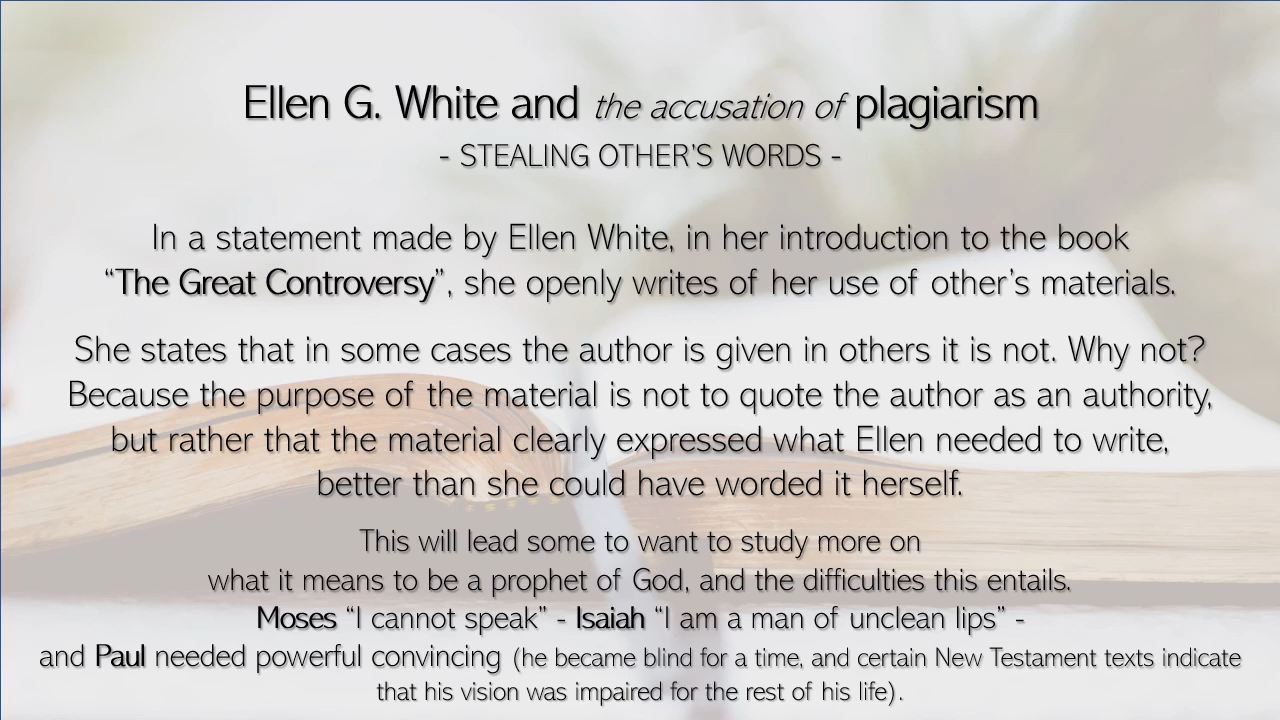 Ellen G. White and the accusation of plagiarism
- STEALING OTHER’S WORDS -
In a statement made by Ellen White, in her introduction to the book
“The Great Controversy”, she openly writes of her use of other’s materials.
She states that in some cases the author is given in others it is not. Why not?
Because the purpose of the material is not to quote the author as an authority,
but rather that the material clearly expressed what Ellen needed to write,
better than she could have worded it herself.
This will lead some to want to study more on
what it means to be a prophet of God, and the difficulties this entails.
Moses “I cannot speak” - Isaiah “I am a man of unclean lips” -
and Paul needed powerful convincing (he became blind for a time, and certain New Testament texts indicate
that his vision was impaired for the rest of his life).